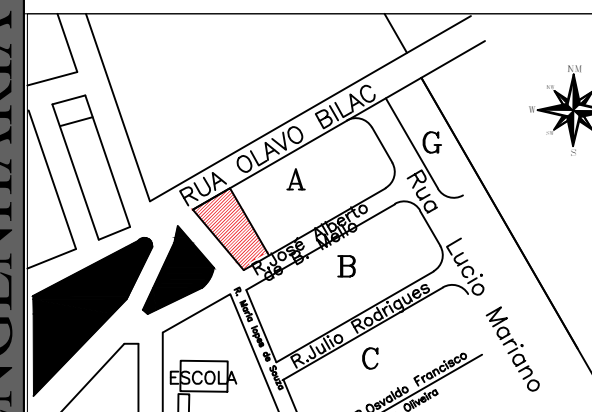 NGENHARIA
RUA OLAVO BILAC
A
G
NM
W
S
Rua Lucio Mariano
R.José Alberto
de B. Mello
B
R. Maria lopes de Souza
R.Julio Rodrigues
C
ESCOLA
Osvaldo Francisco
Oliveira